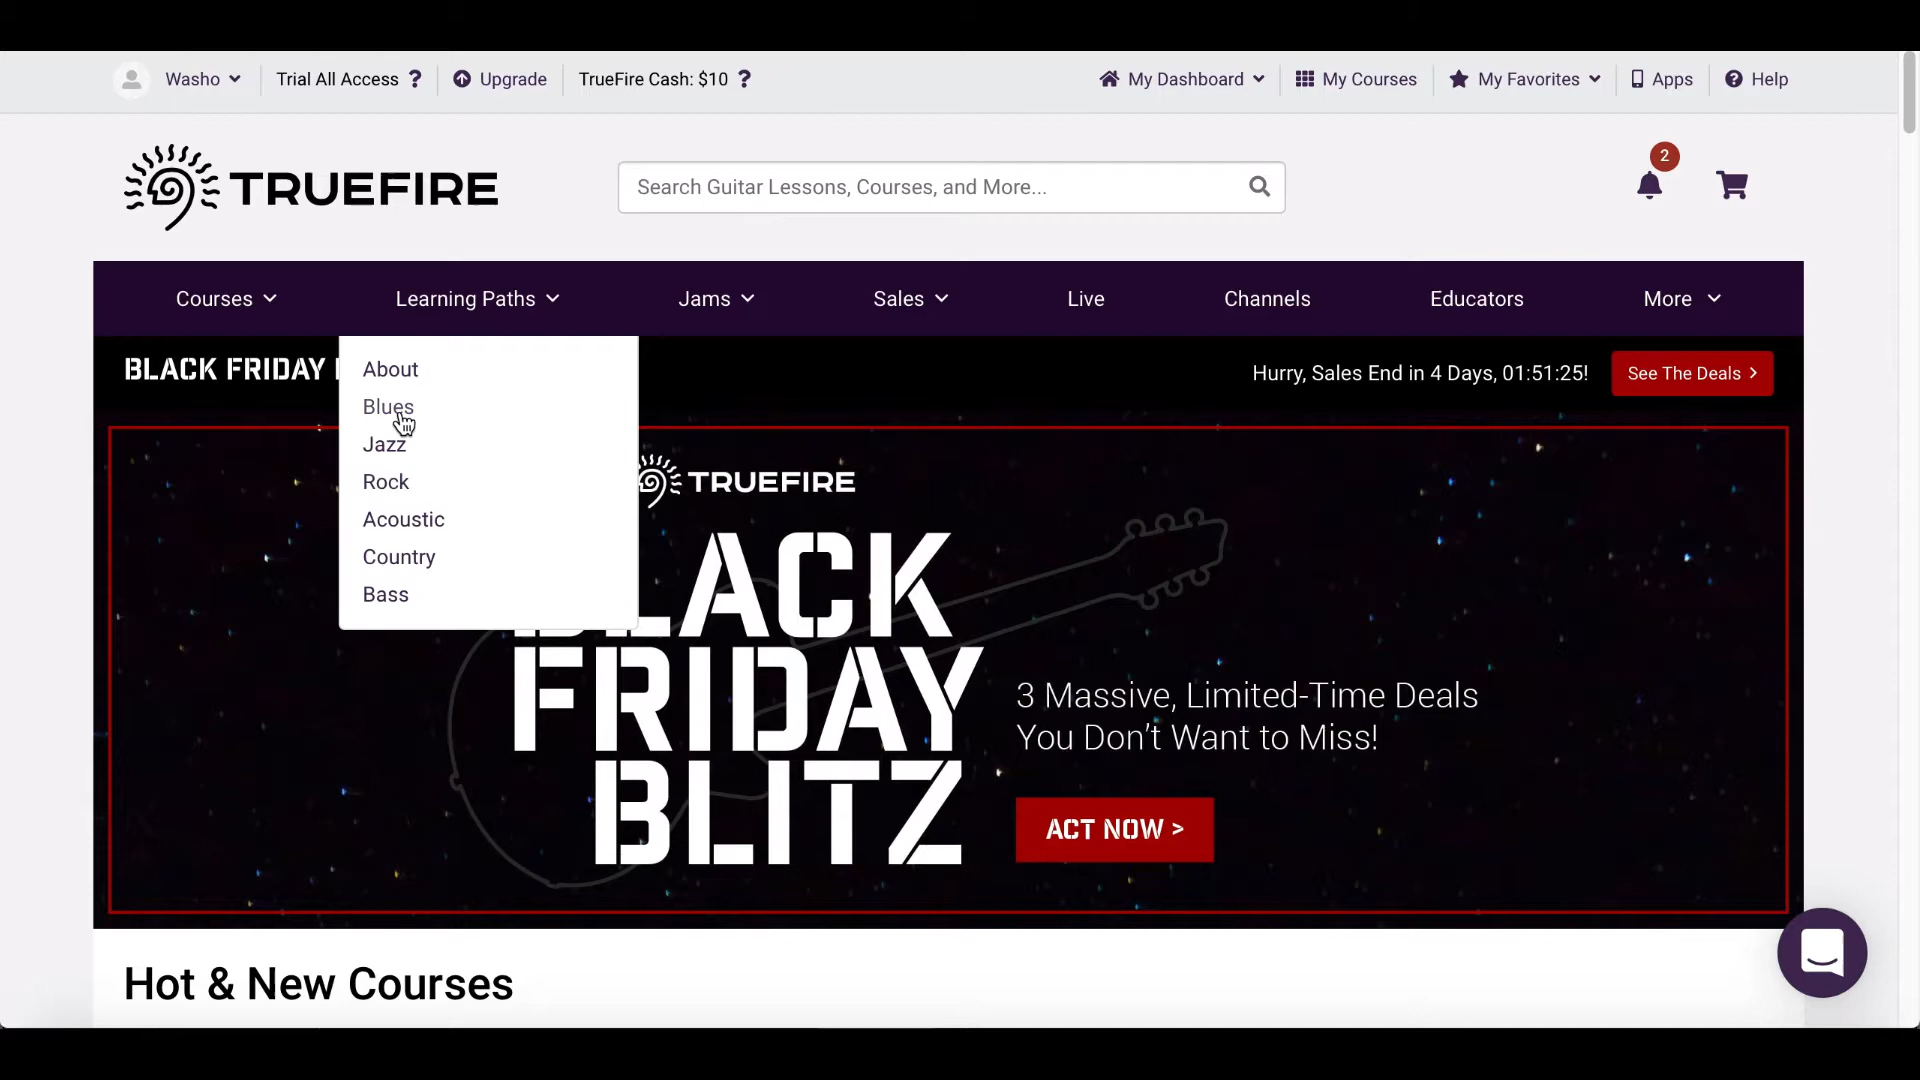 Washo
Trial All Access ?
Upgrade
TrueFire Cash: $10 ?
My Dashboard
My Courses
My Favorites
Apps
? Help
TRUEFIRE
Search Guitar Lessons, Courses, and More...
2
Courses
Learning Paths
Jams
Sales
Live
Channels
Educators
More
BLACK FRIDAY
Hurry, Sales End in 4 Days, 01:51:25!
See The Deals >
About
Blues
Jazz
Rock
Acoustic
Country
Bass
TRUEFIRE
BLACK
FRIDAY
BLITZ
3 Massive, Limited-Time Deals
You Don't Want to Miss!
ACT NOW >
Hot & New Courses